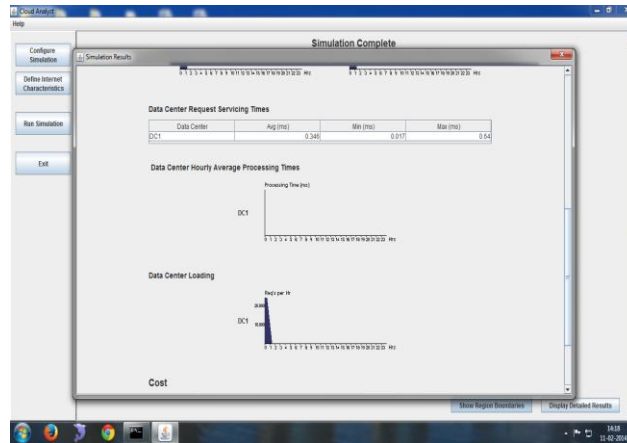 Cloud Analyst
Help
Simulation Complete
Configure
Simulation
Define Internet
Characteristics
Run Simulation
Exit
Simulation Results
Data Center Request Servicing Times
Data Center Avg (ms) Min (ms) Max (ms)
DC1 0.346 0.017 0.64
Data Center Hourly Average Processing Times
Processing Time (ms)
DC1
Hrs
Data Center Loading
Req's per Hr
DC1
Hrs
Cost
Show Region Boundaries
Display Detailed Results
14:18